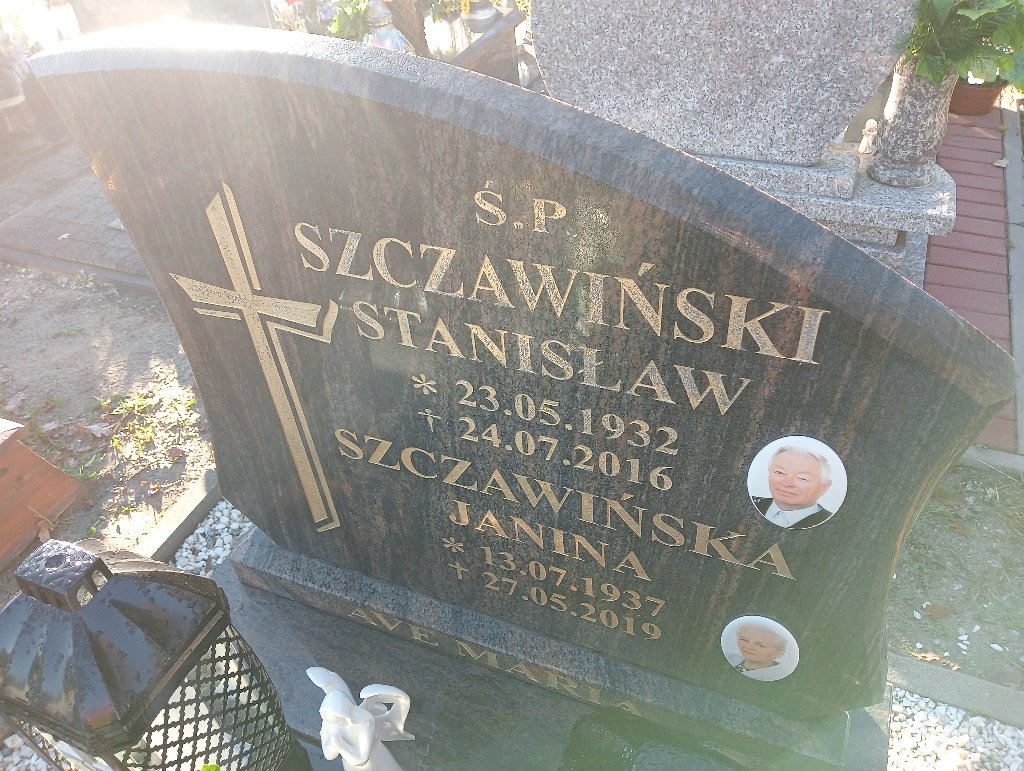 Ś.P.
SZCZAWIŃSKI
STANISŁAW
* 23.05.1932
† 24.07.2016
SZCZAWIŃSKA
JANINA
* 13.07.1937
† 27.05.2019
AVE MARIA